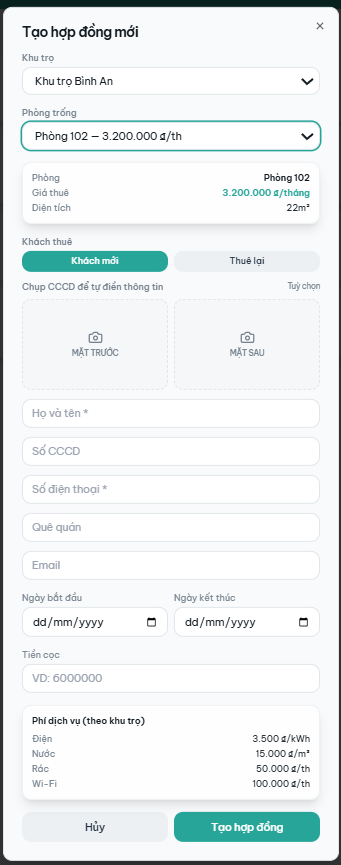 Tạo hợp đồng mới
×
Khu trọ
Khu trọ Bình An
Phòng trống
Phòng 102 — 3.200.000 ₫/th
Phòng Phòng 102
Giá thuê 3.200.000 ₫/tháng
Diện tích 22m²
Khách thuê
Khách mới Thuê lại
Chụp CCCD để tự điền thông tin Tuỳ chọn
MẶT TRƯỚC MẶT SAU
Họ và tên *
Số CCCD
Số điện thoại *
Quê quán
Email
Ngày bắt đầu Ngày kết thúc
dd/mm/yyyy dd/mm/yyyy
Tiền cọc
VD: 6000000
Phí dịch vụ (theo khu trọ)
Điện 3.500 ₫/kWh
Nước 15.000 ₫/m³
Rác 50.000 ₫/th
Wi-Fi 100.000 ₫/th
Hủy Tạo hợp đồng